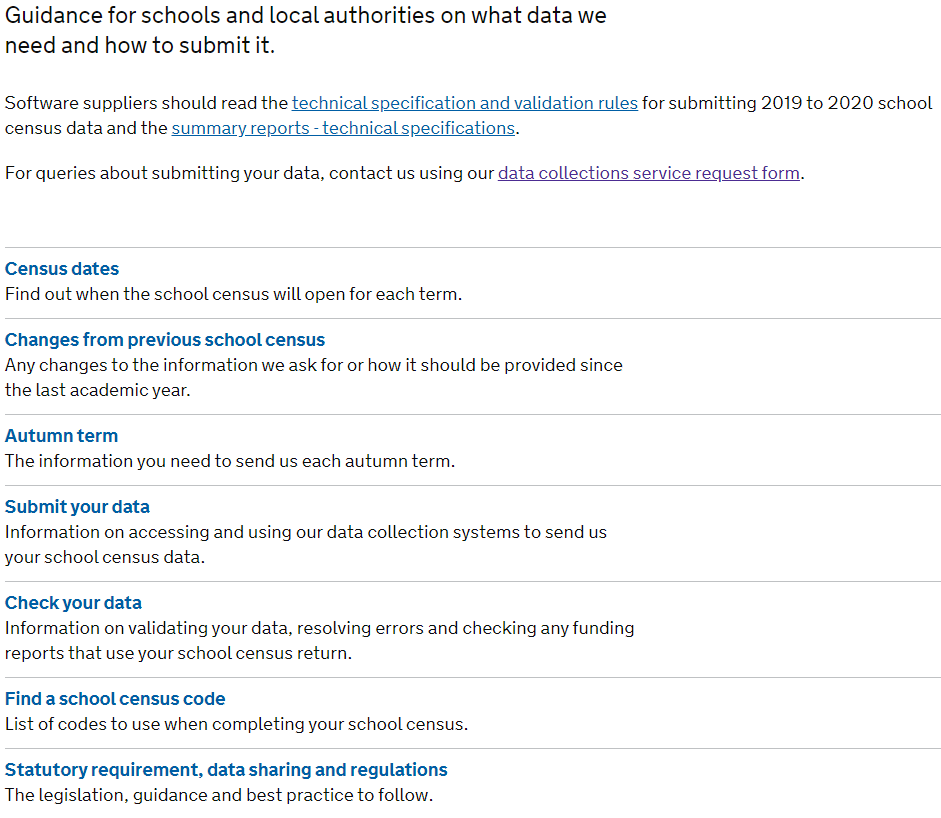 Guidance for schools and local authorities on what data we
need and how to submit it.
Software suppliers should read the technical specification and validation rules for submitting 2019 to 2020 school
census data and the summary reports - technical specifications.
For queries about submitting your data, contact us using our data collections service request form.
Census dates
Find out when the school census will open for each term.
Changes from previous school census
Any changes to the information we ask for or how it should be provided since
the last academic year.
Autumn term
The information you need to send us each autumn term.
Submit your data
Information on accessing and using our data collection systems to send us
your school census data.
Check your data
Information on validating your data, resolving errors and checking any funding
reports that use your school census return.
Find a school census code
List of codes to use when completing your school census.
Statutory requirement, data sharing and regulations
The legislation, guidance and best practice to follow.